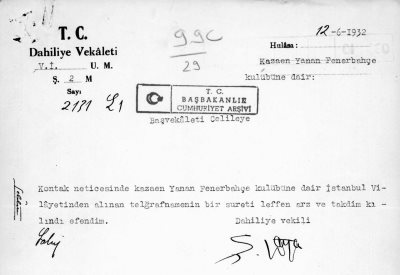 T. C.
Dahiliye Vekâleti
V.İ. U. M.
Ş. 2 M
Sayı
2171
99C
29
12-6-1932
Hulâsa:
Kazaen Yanan Fenerbahçe
kulübüne dair:
T. C.
BAŞBAKANLIK
CUMHURİYET ARŞİVİ
Başvekâleti Celileye
Kontak neticesinde kazaen Yanan Fenerbahçe kulübüne dair İstanbul Vi-
lâyetinden alınan telgrafnamenin bir sureti leffen arz ve takdim kı-
lındı efendim.
Dahiliye vekili